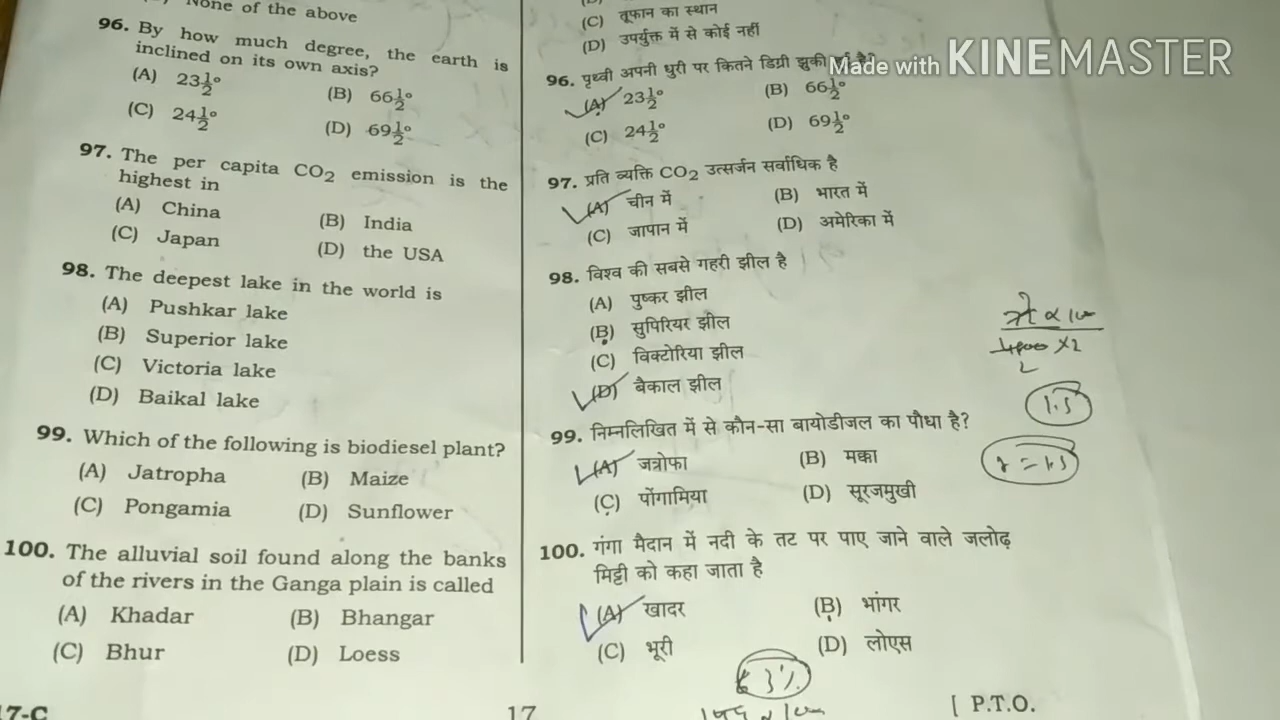 None of the above
96. By how much degree, the earth is
inclined on its own axis?
(A) 23½°
(B) 66½°
(C) 24½°
(D) 69½°
97. The per capita CO₂ emission is the
highest in
(A) China
(B) India
(C) Japan
(D) the USA
98. The deepest lake in the world is
(A) Pushkar lake
(B) Superior lake
(C) Victoria lake
(D) Baikal lake
99. Which of the following is biodiesel plant?
(A) Jatropha
(B) Maize
(C) Pongamia
(D) Sunflower
100. The alluvial soil found along the banks
of the rivers in the Ganga plain is called
(A) Khadar
(B) Bhangar
(C) Bhur
(D) Loess
17-C
17
(C) तूफान का स्थान
(D) उपर्युक्त में से कोई नहीं
Made with KINEMASTER
96. पृथ्वी अपनी धुरी पर कितने डिग्री झुकी हुई है?
(A) 23½°
(B) 66½°
(C) 24½°
(D) 69½°
97. प्रति व्यक्ति CO₂ उत्सर्जन सर्वाधिक है
(A) चीन में
(B) भारत में
(C) जापान में
(D) अमेरिका में
98. विश्व की सबसे गहरी झील है
(A) पुष्कर झील
(B) सुपिरियर झील
(C) विक्टोरिया झील
(D) बैकाल झील
99. निम्नलिखित में से कौन-सा बायोडीजल का पौधा है?
(A) जत्रोफा
(B) मक्का
(C) पोंगामिया
(D) सूरजमुखी
100. गंगा मैदान में नदी के तट पर पाए जाने वाले जलोढ़
मिट्टी को कहा जाता है
(A) खादर
(B) भांगर
(C) भूरी
(D) लोएस
[ P.T.O.
1.5